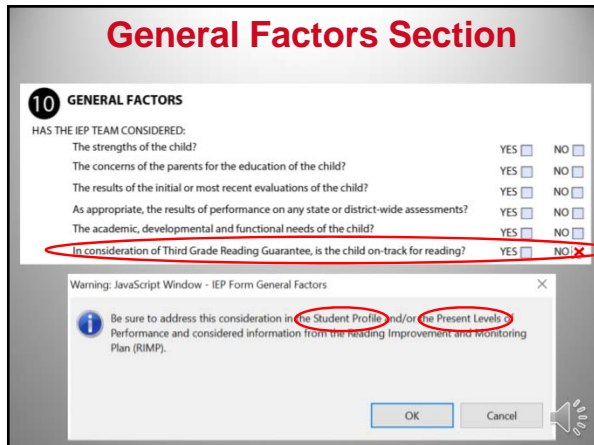 General Factors Section
10 GENERAL FACTORS
HAS THE IEP TEAM CONSIDERED:
The strengths of the child? YES NO
The concerns of the parents for the education of the child? YES NO
The results of the initial or most recent evaluations of the child? YES NO
As appropriate, the results of performance on any state or district-wide assessments? YES NO
The academic, developmental and functional needs of the child? YES NO
In consideration of Third Grade Reading Guarantee, is the child on-track for reading? YES NO
Warning: JavaScript Window - IEP Form General Factors
Be sure to address this consideration in the Student Profile and/or the Present Levels of
Performance and considered information from the Reading Improvement and Monitoring
Plan (RIMP).
OK Cancel